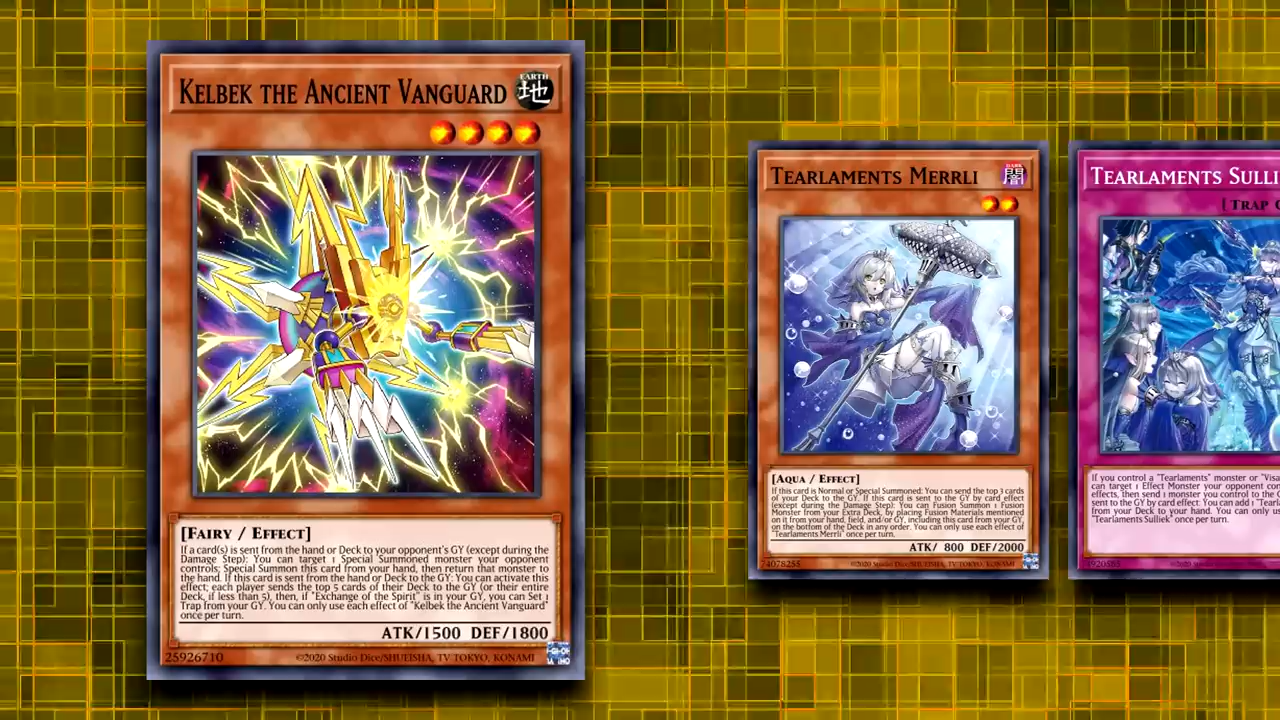 KELBEK THE ANCIENT VANGUARD
EARTH
地
[FAIRY / EFFECT]
If a card(s) is sent from the hand or Deck to your opponent's GY (except during the
Damage Step): You can target 1 Special Summoned monster your opponent
controls; Special Summon this card from your hand, then return that monster to
the hand. If this card is sent from the hand or Deck to the GY: You can activate this
effect; each player sends the top 5 cards of their Deck to the GY (or their entire
Deck, if less than 5), then, if "Exchange of the Spirit" is in your GY, you can Set 1
Trap from your GY. You can only use each effect of "Kelbek the Ancient Vanguard"
once per turn.
ATK/1500 DEF/1800
25926710
©2020 Studio Dice/SHUEISHA, TV TOKYO, KONAMI
TEARLAMENTS MERRLI
DARK
闇
[AQUA / EFFECT]
If this card is Normal or Special Summoned: You can send the top 3 cards
of your Deck to the GY. If this card is sent to the GY by card effect
(except during the Damage Step): You can Fusion Summon 1 Fusion
Monster from your Extra Deck, by placing Fusion Materials mentioned
on it from your hand, field, and/or GY, including this card from your GY,
on the bottom of the Deck in any order. You can only use each effect of
"Tearlaments Merrli" once per turn.
ATK/ 800 DEF/2000
74078255
©2020 Studio Dice/SHUEISHA, TV TOKYO, KONAMI
TEARLAMENTS SULLI
[TRAP
If you control a "Tearlaments" monster or "Visa
can target 1 Effect Monster your opponent con
effects, then send 1 monster you control to the
sent to the GY by card effect: You can add 1 "Tearla
from your Deck to your hand. You can only us
"Tearlaments Sulliek" once per turn.